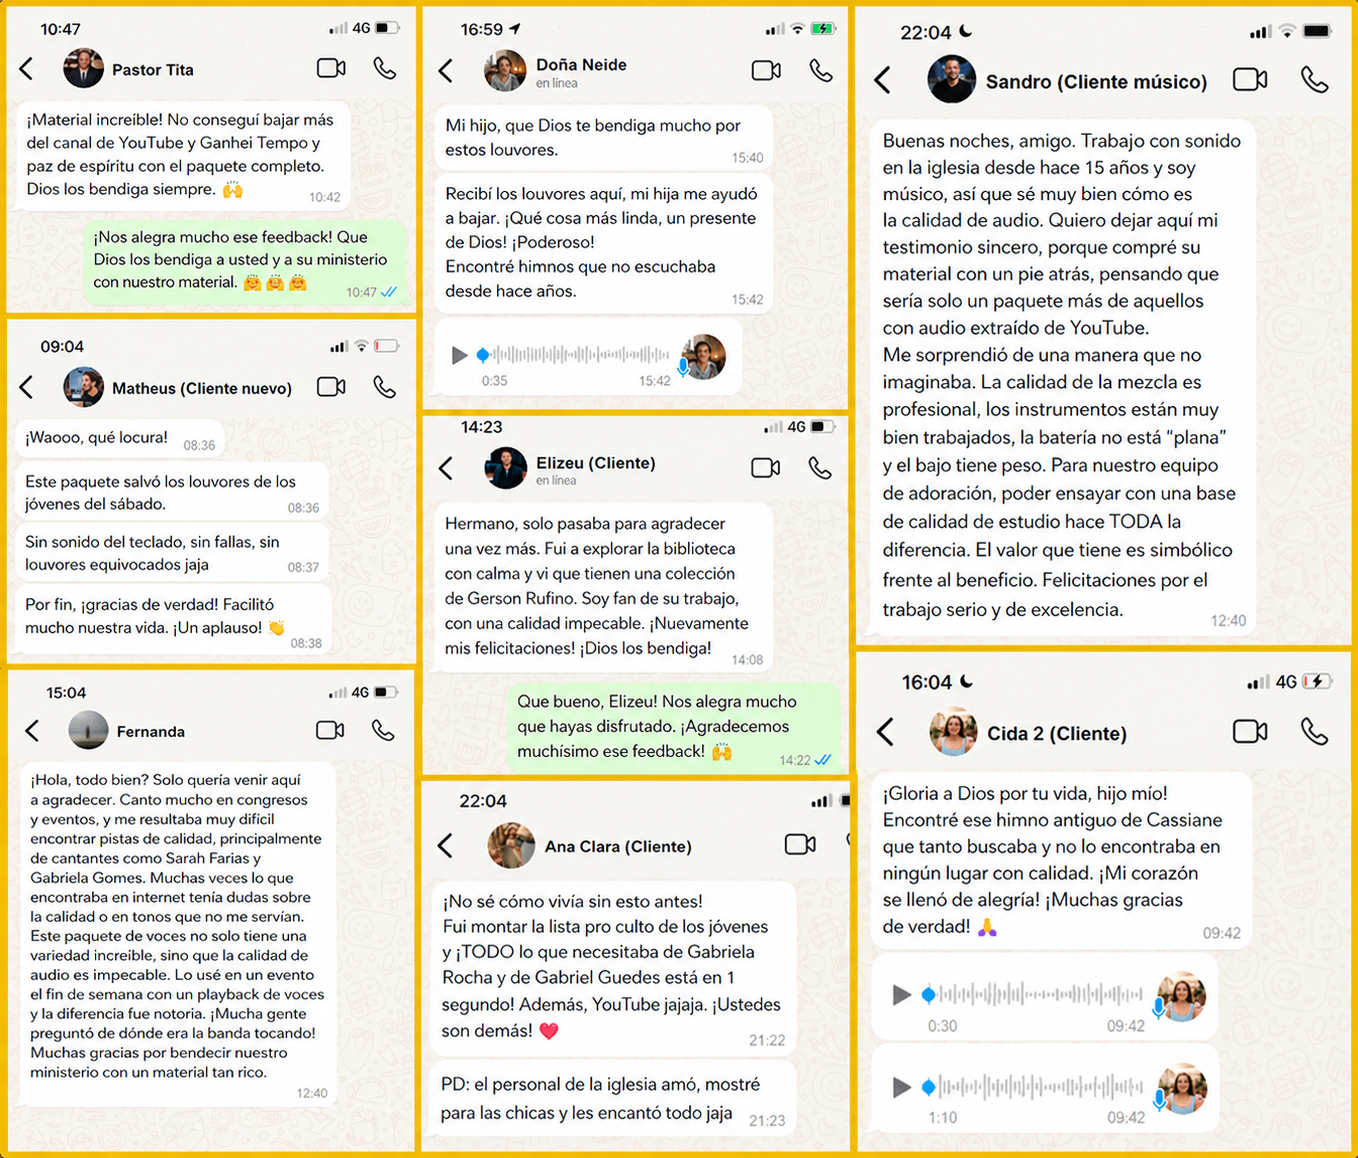 10:47
4G
Pastor Tita
¡Material increíble! No conseguí bajar más
del canal de YouTube y Ganhei Tempo y
paz de espíritu con el paquete completo.
Dios los bendiga siempre. 🙌
10:42
¡Nos alegra mucho ese feedback! Que
Dios los bendiga a usted y a su ministerio
con nuestro material. 🤗 🤗 🤗
10:47
09:04
Matheus (Cliente nuevo)
¡Waooo, qué locura!
08:36
Este paquete salvó los louvores de los
jóvenes del sábado.
08:36
Sin sonido del teclado, sin fallas, sin
louvores equivocados jaja
08:37
Por fin, ¡gracias de verdad! Facilitó
mucho nuestra vida. ¡Un aplauso! 👏
08:38
15:04
4G
Fernanda
¡Hola, todo bien? Solo quería venir aquí
a agradecer. Canto mucho en congresos
y eventos, y me resultaba muy difícil
encontrar pistas de calidad, principalmente
de cantantes como Sarah Farias y
Gabriela Gomes. Muchas veces lo que
encontraba en internet tenía dudas sobre
la calidad o en tonos que no me servían.
Este paquete de voces no solo tiene una
variedad increible, sino que la calidad de
audio es impecable. Lo usé en un evento
el fin de semana con un playback de voces
y la diferencia fue notoria. ¡Mucha gente
preguntó de dónde era la banda tocando!
Muchas gracias por bendecir nuestro
ministerio con un material tan rico.
12:40
16:59
Doña Neide
en línea
Mi hijo, que Dios te bendiga mucho por
estos louvores.
15:40
Recibí los louvores aquí, mi hija me ayudó
a bajar. ¡Qué cosa más linda, un presente
de Dios! ¡Poderoso!
Encontré himnos que no escuchaba
desde hace años.
15:42
0:35
15:42
14:23
4G
Elizeu (Cliente)
en línea
Hermano, solo pasaba para agradecer
una vez más. Fui a explorar la biblioteca
con calma y vi que tienen una colección
de Gerson Rufino. Soy fan de su trabajo,
con una calidad impecable. ¡Nuevamente
mis felicitaciones! ¡Dios los bendiga!
14:08
Que bueno, Elizeu! Nos alegra mucho
que hayas disfrutado. ¡Agradecemos
muchísimo ese feedback! 🙌
14:22
22:04
Ana Clara (Cliente)
¡No sé cómo vivía sin esto antes!
Fui montar la lista pro culto de los jóvenes
y ¡TODO lo que necesitaba de Gabriela
Rocha y de Gabriel Guedes está en 1
segundo! Además, YouTube jajaja. ¡Ustedes
son demás! ❤️
21:22
PD: el personal de la iglesia amó, mostré
para las chicas y les encantó todo jaja
21:23
22:04
Sandro (Cliente músico)
Buenas noches, amigo. Trabajo con sonido
en la iglesia desde hace 15 años y soy
músico, así que sé muy bien cómo es
la calidad de audio. Quiero dejar aquí mi
testimonio sincero, porque compré su
material con un pie atrás, pensando que
sería solo un paquete más de aquellos
con audio extraído de YouTube.
Me sorprendió de una manera que no
imaginaba. La calidad de la mezcla es
profesional, los instrumentos están muy
bien trabajados, la batería no está “plana”
y el bajo tiene peso. Para nuestro equipo
de adoración, poder ensayar con una base
de calidad de estudio hace TODA la
diferencia. El valor que tiene es simbólico
frente al beneficio. Felicitaciones por el
trabajo serio y de excelencia.
12:40
16:04
4G
Cida 2 (Cliente)
¡Gloria a Dios por tu vida, hijo mío!
Encontré ese himno antiguo de Cassiane
que tanto buscaba y no lo encontraba en
ningún lugar con calidad. ¡Mi corazón
se llenó de alegría! ¡Muchas gracias
de verdad! 🙏
09:42
0:30
09:42
1:10
09:42